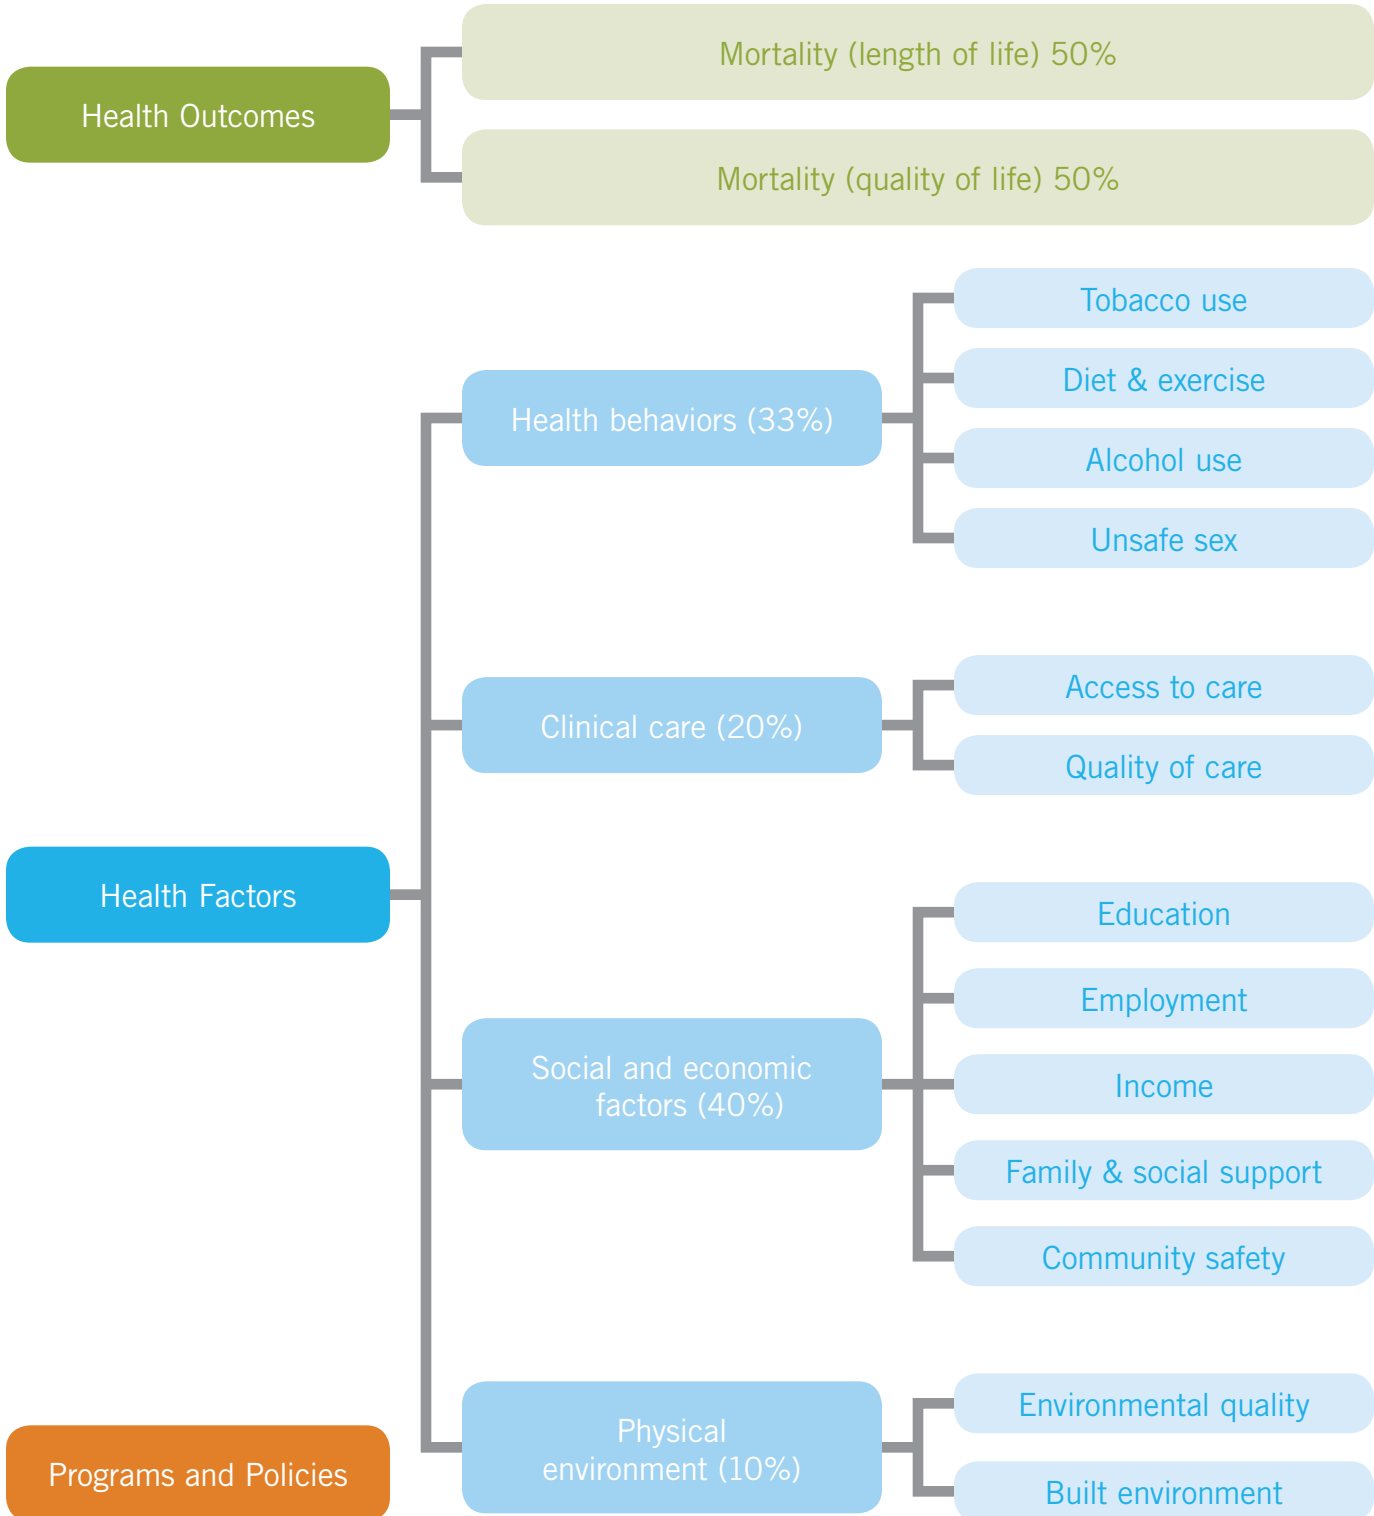 Health Outcomes
Mortality (length of life) 50%
Mortality (quality of life) 50%
Health Factors
Health behaviors (33%)
Tobacco use
Diet & exercise
Alcohol use
Unsafe sex
Clinical care (20%)
Access to care
Quality of care
Social and economic
factors (40%)
Education
Employment
Income
Family & social support
Community safety
Physical
environment (10%)
Environmental quality
Built environment
Programs and Policies